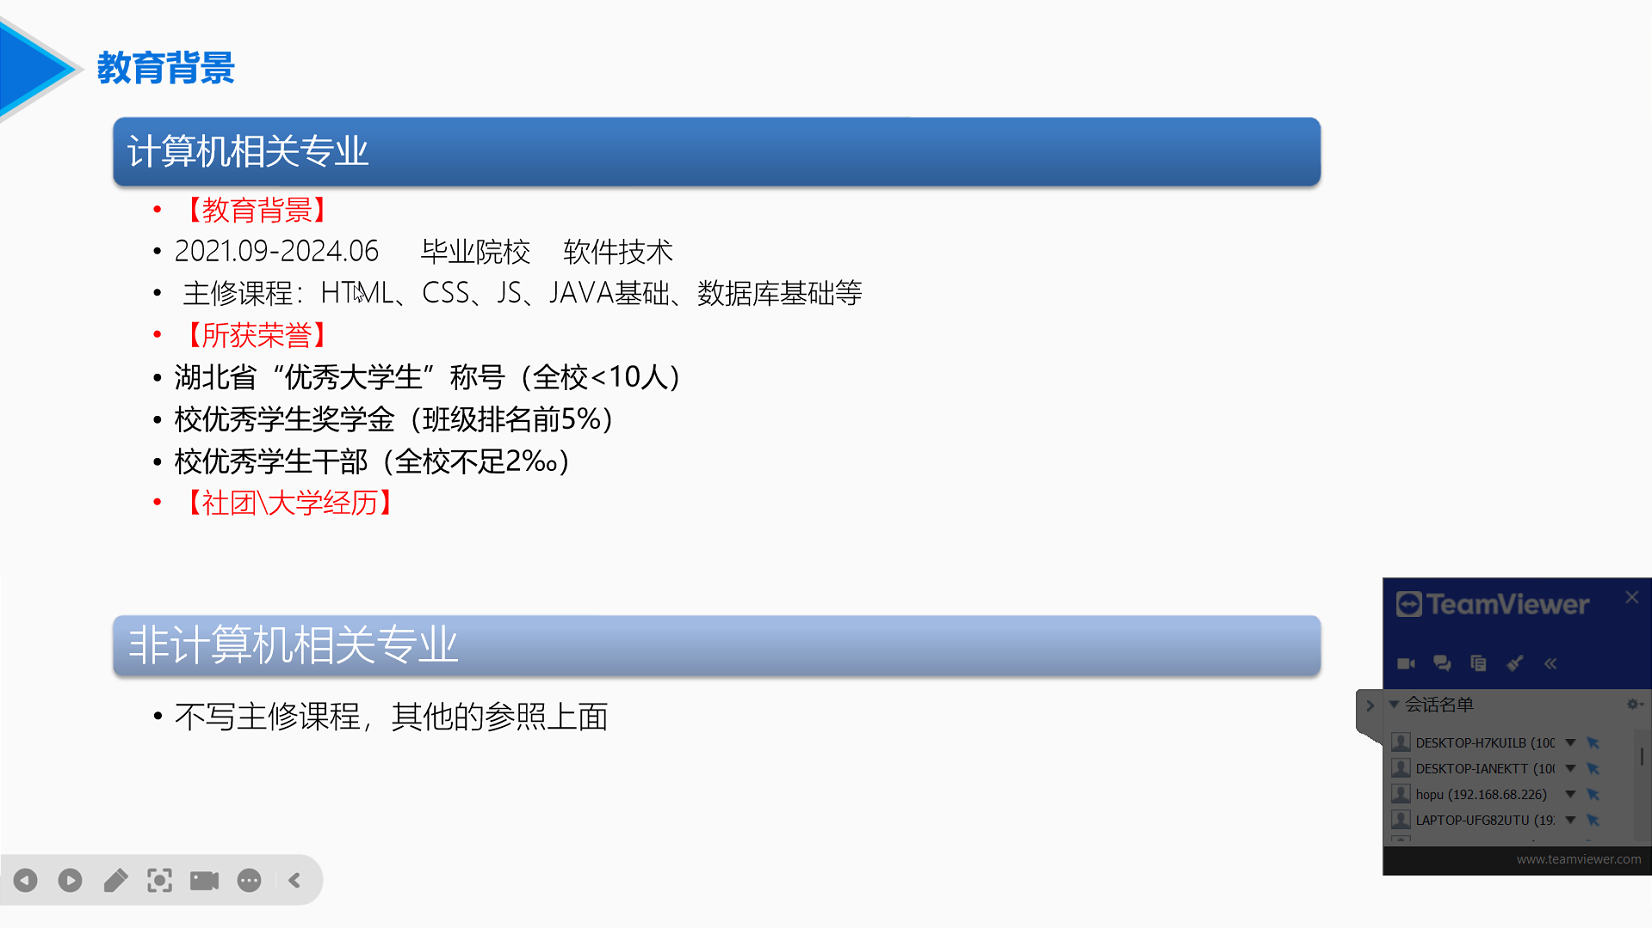 教育背景
计算机相关专业
• 【教育背景】
• 2021.09-2024.06 毕业院校 软件技术
• 主修课程：HTML、CSS、JS、JAVA基础、数据库基础等
• 【所获荣誉】
• 湖北省“优秀大学生”称号（全校<10人）
• 校优秀学生奖学金（班级排名前5%）
• 校优秀学生干部（全校不足2‰）
• 【社团\大学经历】
非计算机相关专业
• 不写主修课程，其他的参照上面
TeamViewer
会话名单
DESKTOP-H7KUILB (100
DESKTOP-IANEKTT (100
hopu (192.168.68.226)
LAPTOP-UFG82UTU (192
www.teamviewer.com